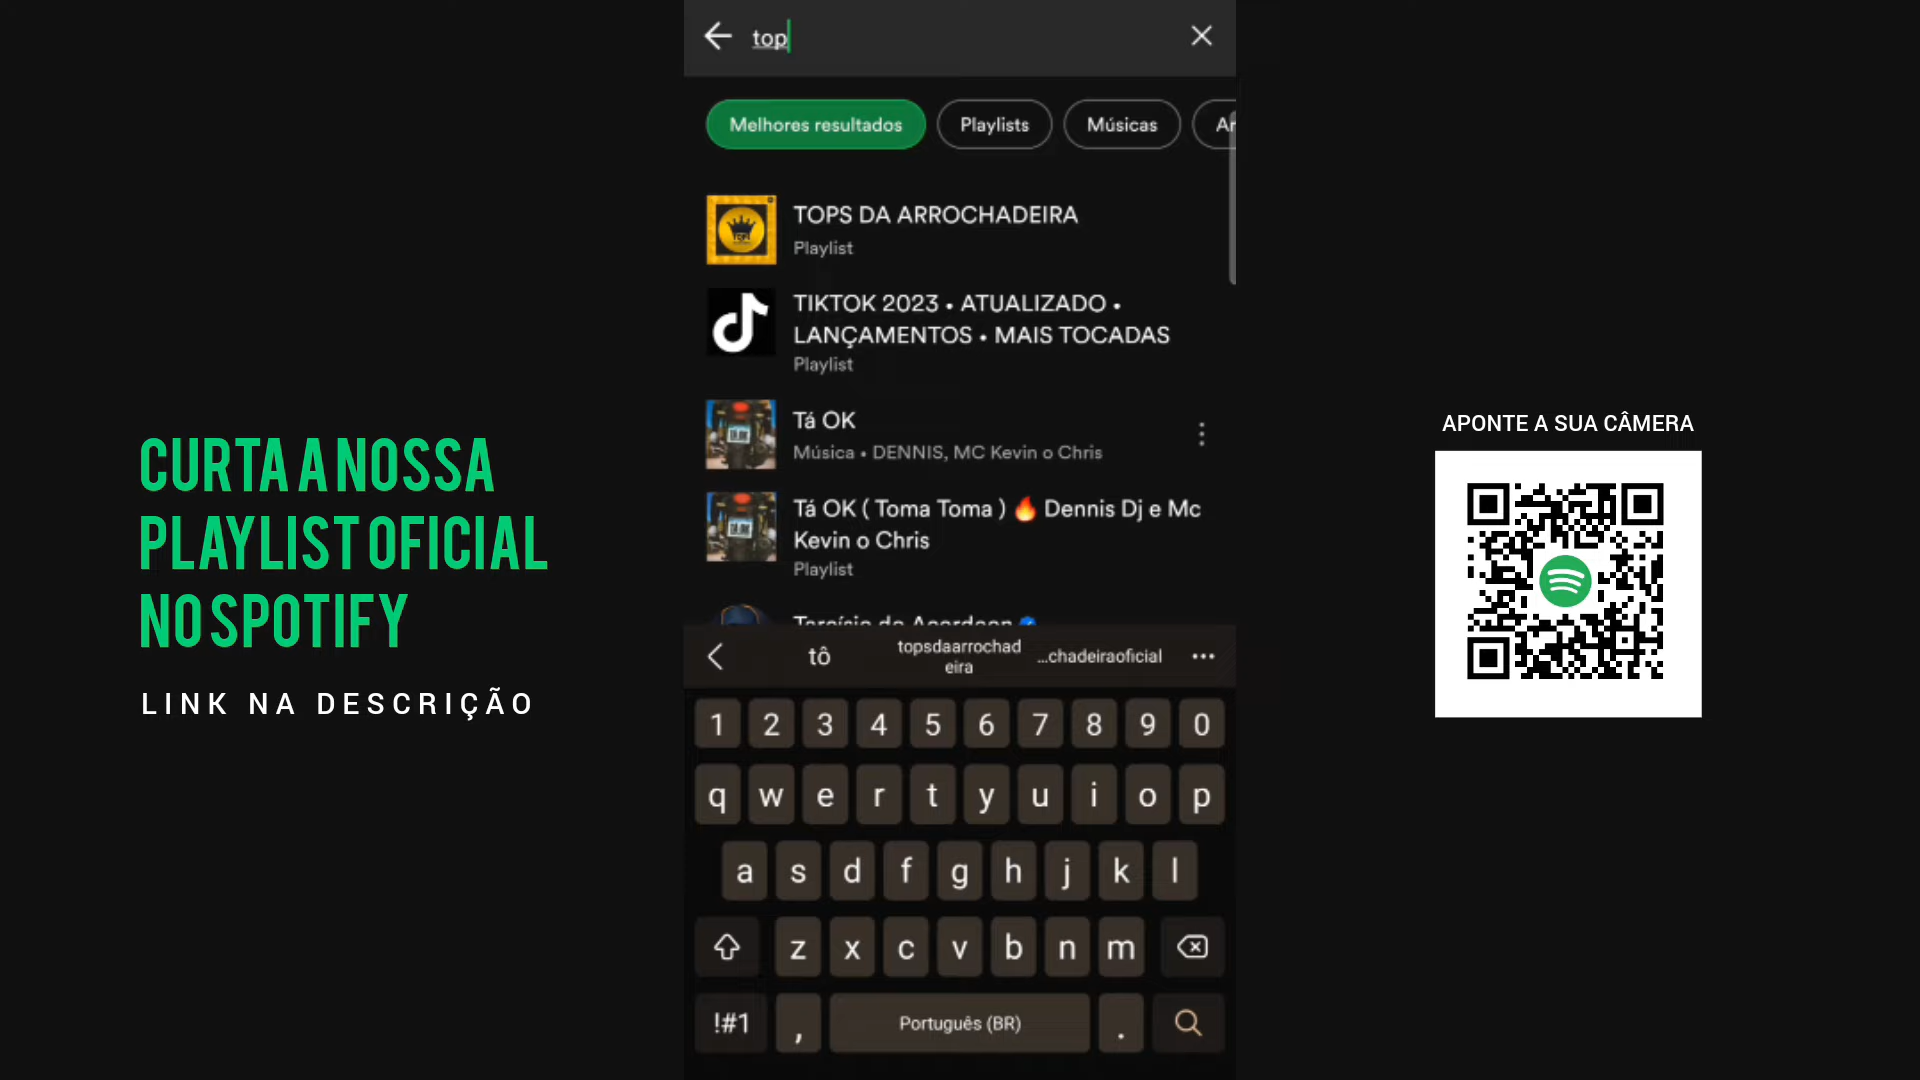 top
Melhores resultados
Playlists
Músicas
Ar
TOPS DA ARROCHADEIRA
Playlist
TIKTOK 2023 • ATUALIZADO •
LANÇAMENTOS • MAIS TOCADAS
Playlist
Tá OK
Música • DENNIS, MC Kevin o Chris
Tá OK ( Toma Toma ) 🔥 Dennis Dj e Mc
Kevin o Chris
Playlist
CURTA A NOSSA
PLAYLIST OFICIAL
NO SPOTIFY
LINK NA DESCRIÇÃO
APONTE A SUA CÂMERA
tô
topsdaarrochad
eira
...chadeiraoficial
1 2 3 4 5 6 7 8 9 0
q w e r t y u i o p
a s d f g h j k l
z x c v b n m
!#1 , Português (BR) .